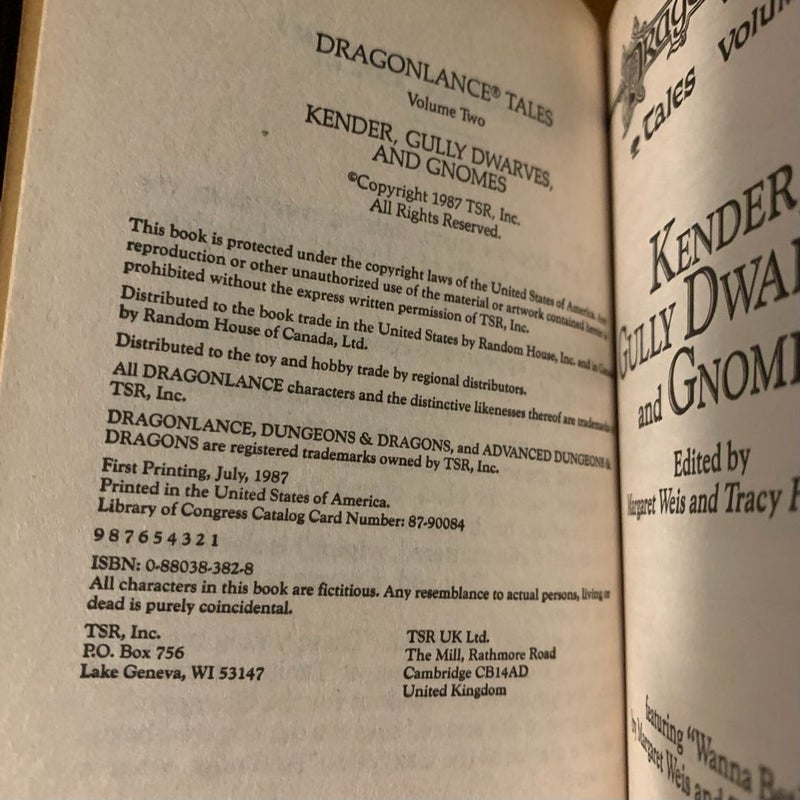 DRAGONLANCE® TALES
Volume Two
KENDER, GULLY DWARVES,
AND GNOMES
©Copyright 1987 TSR, Inc.
All Rights Reserved.
This book is protected under the copyright laws of the United States of America.
reproduction or other unauthorized use of the material or artwork contained herein is
prohibited without the express written permission of TSR, Inc.
Distributed to the book trade in the United States by Random House, Inc. and in
by Random House of Canada, Ltd.
Distributed to the toy and hobby trade by regional distributors.
All DRAGONLANCE characters and the distinctive likenesses thereof are trademarks
TSR, Inc.
DRAGONLANCE, DUNGEONS & DRAGONS, and ADVANCED DUNGEONS &
DRAGONS are registered trademarks owned by TSR, Inc.
First Printing, July, 1987
Printed in the United States of America.
Library of Congress Catalog Card Number: 87-90084
9 8 7 6 5 4 3 2 1
ISBN: 0-88038-382-8
All characters in this book are fictitious. Any resemblance to actual persons, living or
dead is purely coincidental.
TSR, Inc.
P.O. Box 756
Lake Geneva, WI 53147
TSR UK Ltd.
The Mill, Rathmore Road
Cambridge CB14AD
United Kingdom
Tales Volum
KENDER
GULLY DWA
and GNOM
Edited by
Margaret Weis and Tracy H
featuring "Wanna Be
by Margaret Weis and